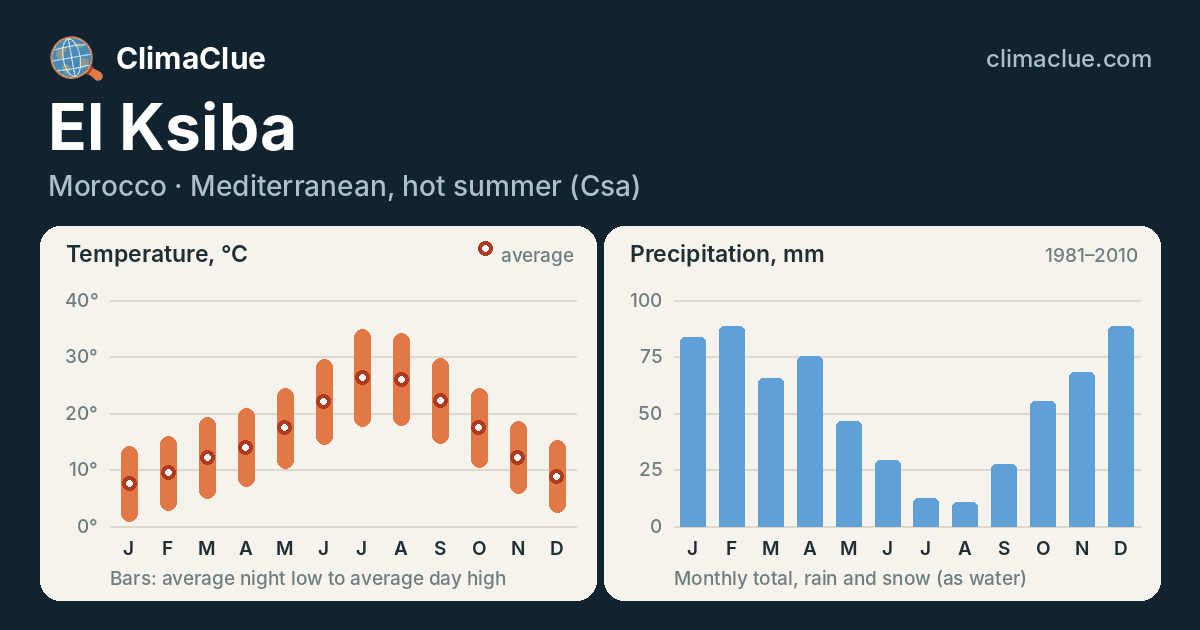 ClimaClue
climaclue.com
El Ksiba
Morocco · Mediterranean, hot summer (Csa)
Temperature, °C
average
40°
30°
20°
10°
0°
J F M A M J J A S O N D
Bars: average night low to average day high
Precipitation, mm
1981–2010
100
75
50
25
0
J F M A M J J A S O N D
Monthly total, rain and snow (as water)